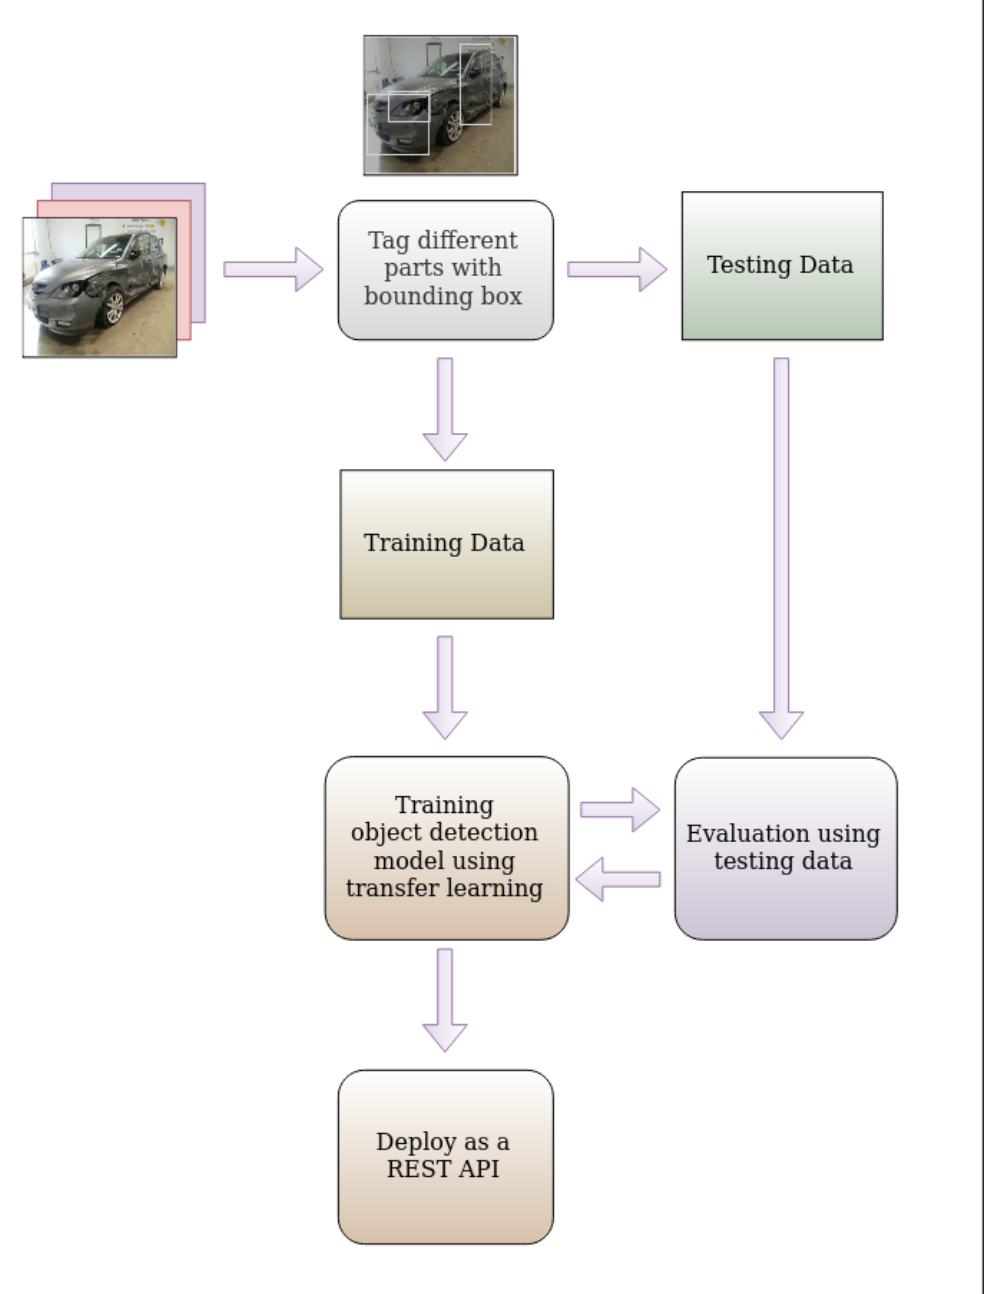 Tag different
parts with
bounding box
Testing Data
Training Data
Training
object detection
model using
transfer learning
Evaluation using
testing data
Deploy as a
REST API